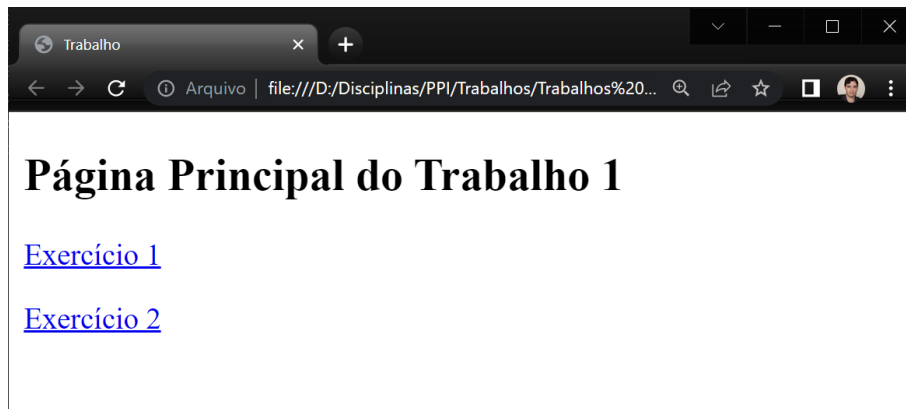 Trabalho
Arquivo | file:///D:/Disciplinas/PPI/Trabalhos/Trabalhos%20...
Página Principal do Trabalho 1
Exercício 1
Exercício 2